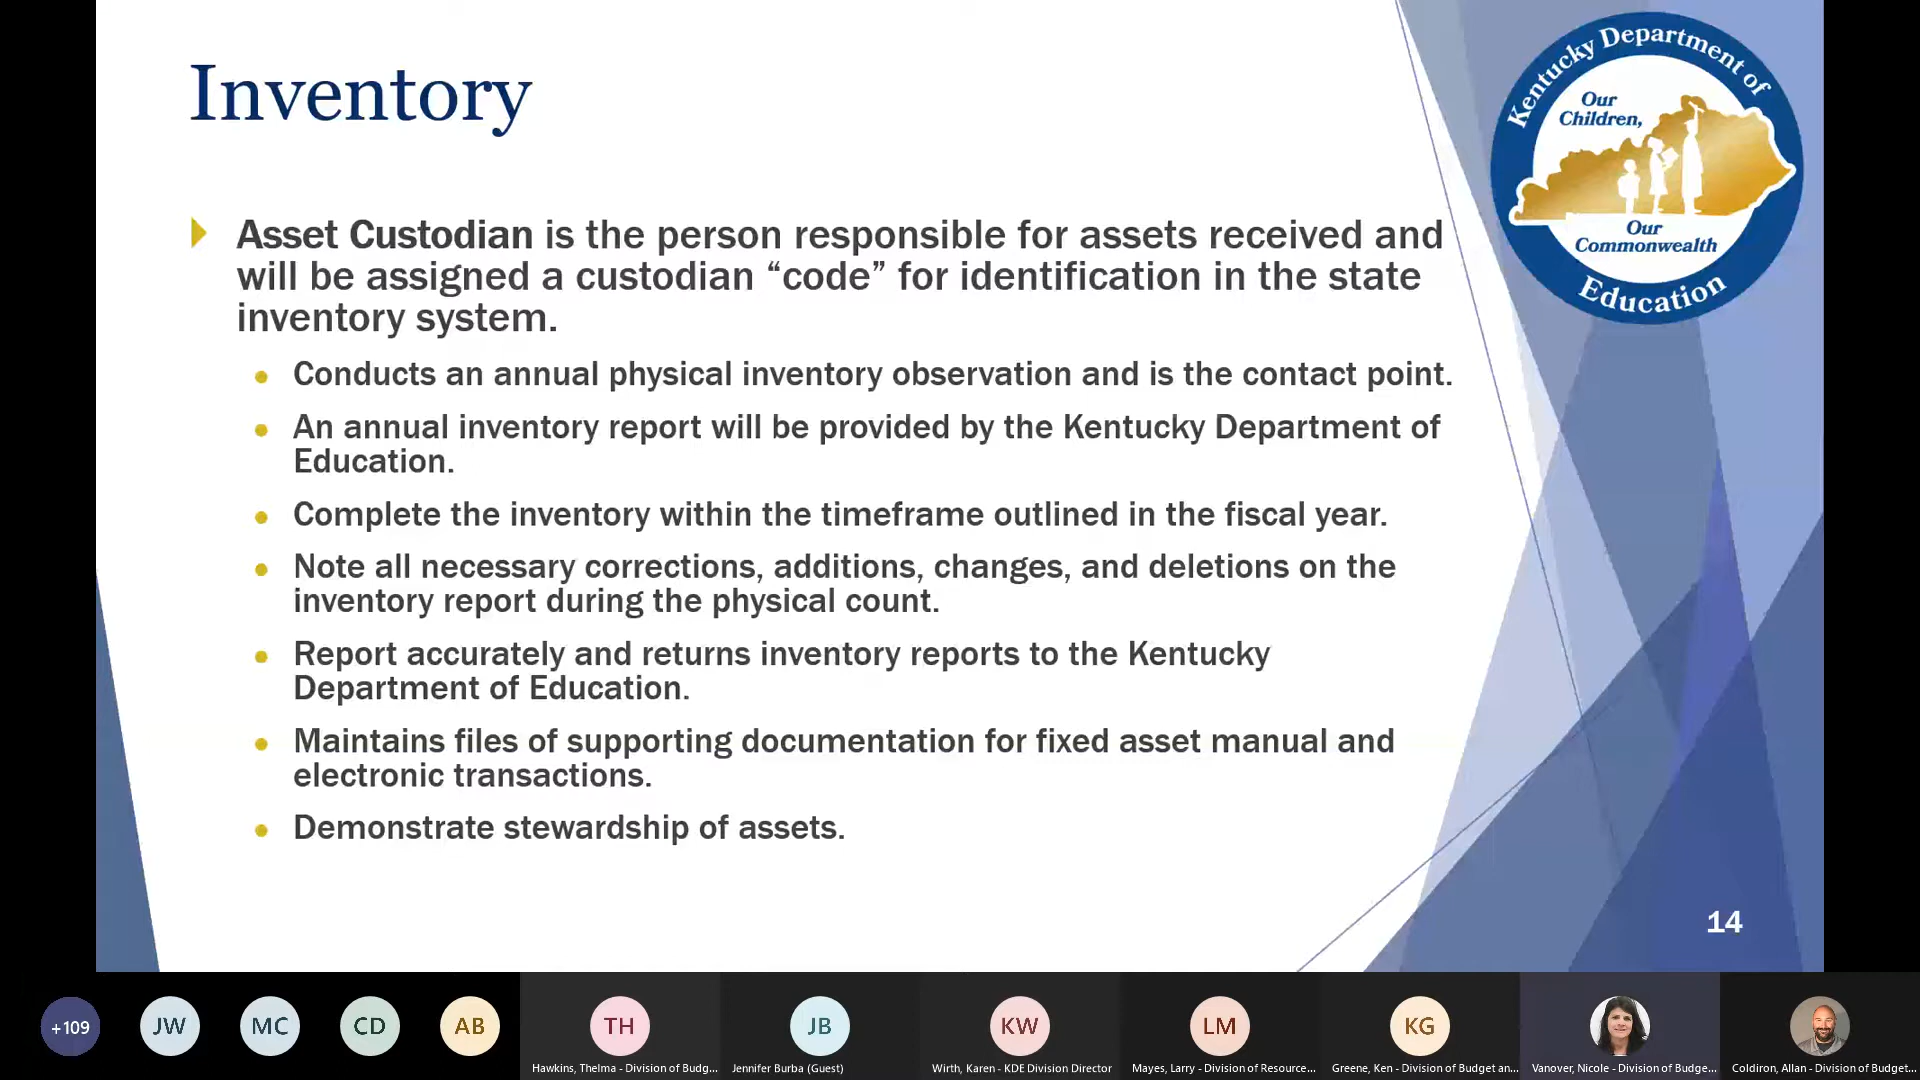 Inventory
Kentucky Department of
Education
Our
Children,
Our
Commonwealth
Asset Custodian is the person responsible for assets received and
will be assigned a custodian “code” for identification in the state
inventory system.
Conducts an annual physical inventory observation and is the contact point.
An annual inventory report will be provided by the Kentucky Department of
Education.
Complete the inventory within the timeframe outlined in the fiscal year.
Note all necessary corrections, additions, changes, and deletions on the
inventory report during the physical count.
Report accurately and returns inventory reports to the Kentucky
Department of Education.
Maintains files of supporting documentation for fixed asset manual and
electronic transactions.
Demonstrate stewardship of assets.
14
+109
JW
MC
CD
AB
TH
JB
KW
LM
KG
Hawkins, Thelma - Division of Budg...
Jennifer Burba (Guest)
Wirth, Karen - KDE Division Director
Mayes, Larry - Division of Resource...
Greene, Ken - Division of Budget an...
Vanover, Nicole - Division of Budge...
Coldiron, Allan - Division of Budget...